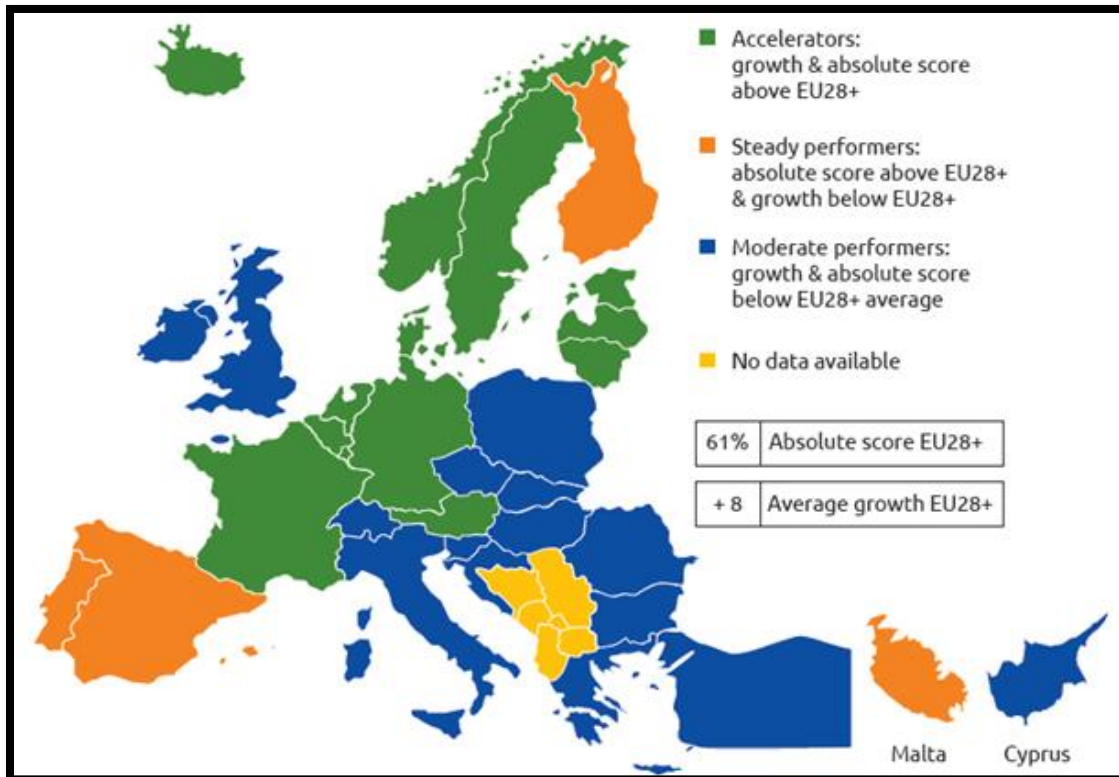 Accelerators:
growth & absolute score
above EU28+
Steady performers:
absolute score above EU28+
& growth below EU28+
Moderate performers:
growth & absolute score
below EU28+ average
No data available
61% Absolute score EU28+
+ 8 Average growth EU28+
Malta Cyprus